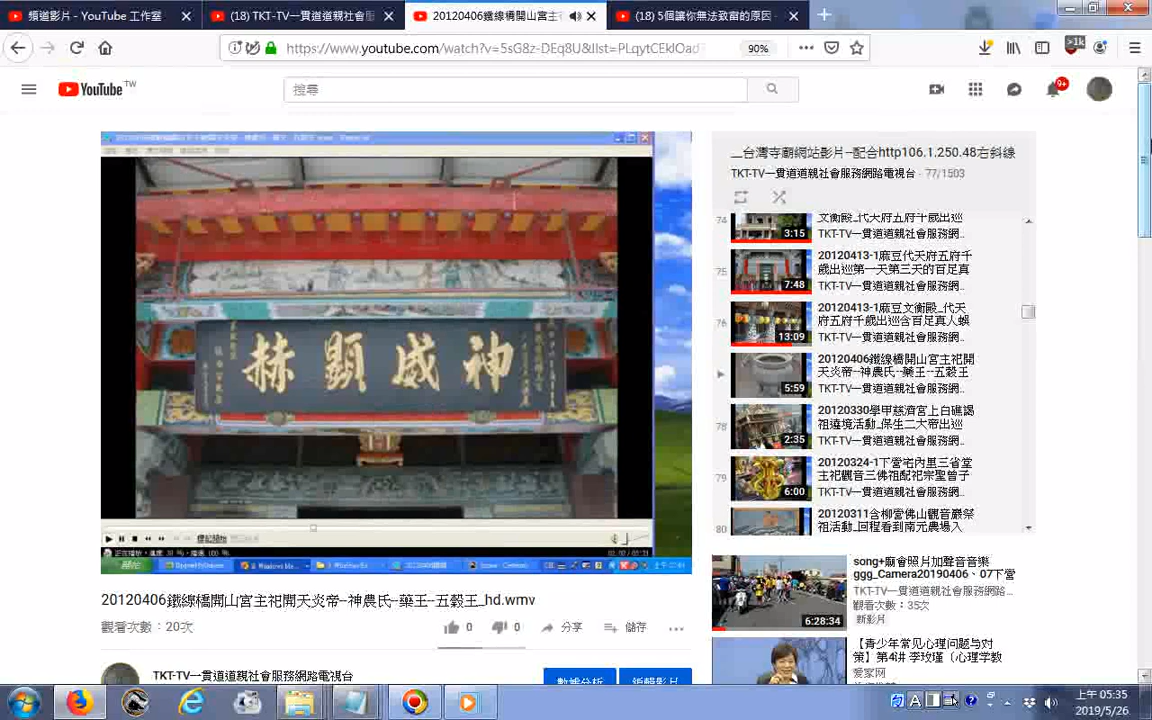 頻道影片 - YouTube 工作室
(18) TKT-TV一貫道道親社會
20120406鐵線橋開山宮主
(18) 5個讓你無法致富的原因
https://www.youtube.com/watch?v=5sG8z-DEq8U&list=PLqytCEklOad
90%
>1k
YouTube TW
搜尋
9+
二台灣寺廟網站影片--配合http106.1.250.48右斜線
TKT-TV一貫道道親社會服務網路電視台 - 77/1503
74
文衡殿_代天府五府千歲出巡
TKT-TV一貫道道親社會服務網..
3:15
75
20120413-1麻豆代天府五府千
歲出巡第一天第三天的百足真
TKT-TV一貫道道親社會服務網..
7:48
76
20120413-1麻豆文衡殿_代天
府五府千歲出巡含百足真人蜈
TKT-TV一貫道道親社會服務網..
13:09
20120406鐵線橋開山宮主祀開
天炎帝--神農氏--藥王--五穀王
TKT-TV一貫道道親社會服務網..
5:59
78
20120330學甲慈濟宮上白礁謁
祖遶境活動_保生二大帝出巡
TKT-TV一貫道道親社會服務網..
2:35
79
20120324-1下營宅內里三省堂
主祀觀音三佛祖配祀宗聖曾子
TKT-TV一貫道道親社會服務網..
6:00
80
20120311含柳營佛山觀音嚴祭
祖活動_回程看到南元農場入
赫顯威神
開始
20120406鐵線橋開山宮主祀開天炎帝--神農氏--藥王--五穀王_hd.wmv
觀看次數：20次
0
0
分享
儲存
TKT-TV一貫道道親社會服務網路電視台
數據分析
編輯影片
song+廟會照片加聲音音樂
ggg_Camera20190406、07下營
TKT-TV一貫道道親社會服務網路...
觀看次數：35次
新影片
6:28:34
【青少年常见心理问题与对
策】第4讲 李玫瑾（心理学教
爱家网
上午 05:35
2019/5/26